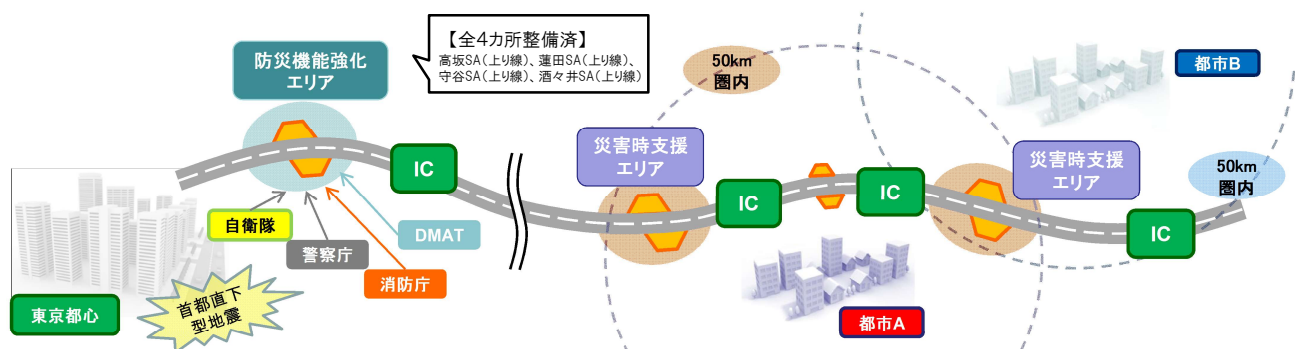 防災機能強化
エリア
【全4カ所整備済】
高坂SA(上り線)、蓮田SA(上り線)、
守谷SA(上り線)、酒々井SA(上り線)
50km
圏内
都市B
IC
災害時支援
エリア
IC
IC
災害時支援
エリア
50km
圏内
IC
自衛隊
警察庁
消防庁
DMAT
首都直下
型地震
東京都心
都市A